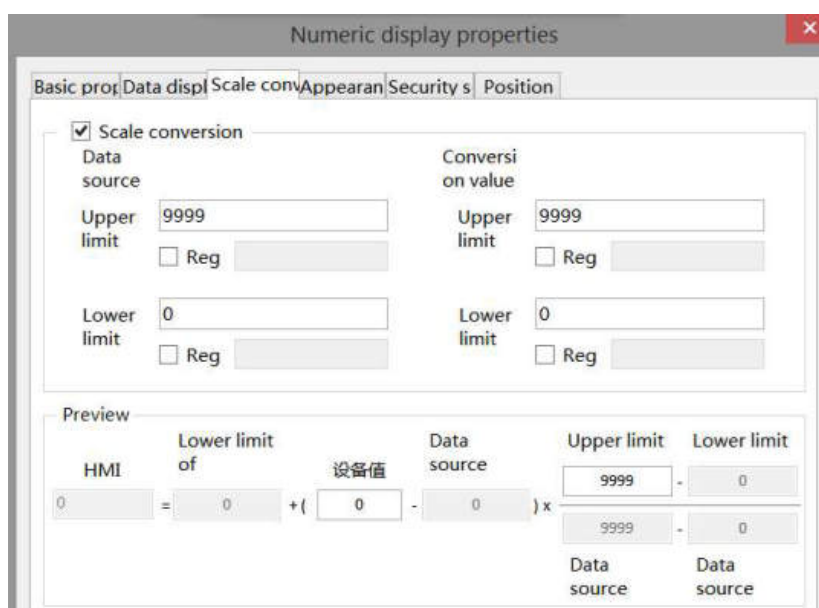 Numeric display properties
Basic prop Data displ Scale conv Appearan Security s Position
Scale conversion
Data
source
Conversi
on value
Upper
limit
9999
Upper
limit
9999
Reg
Reg
Lower
limit
0
Lower
limit
0
Reg
Reg
Preview
HMI
Lower limit
of
设备值
Data
source
Upper limit
Lower limit
9999 - 0
0 = 0 +( 0 - 0 ) x
9999 - 0
Data
source
Data
source